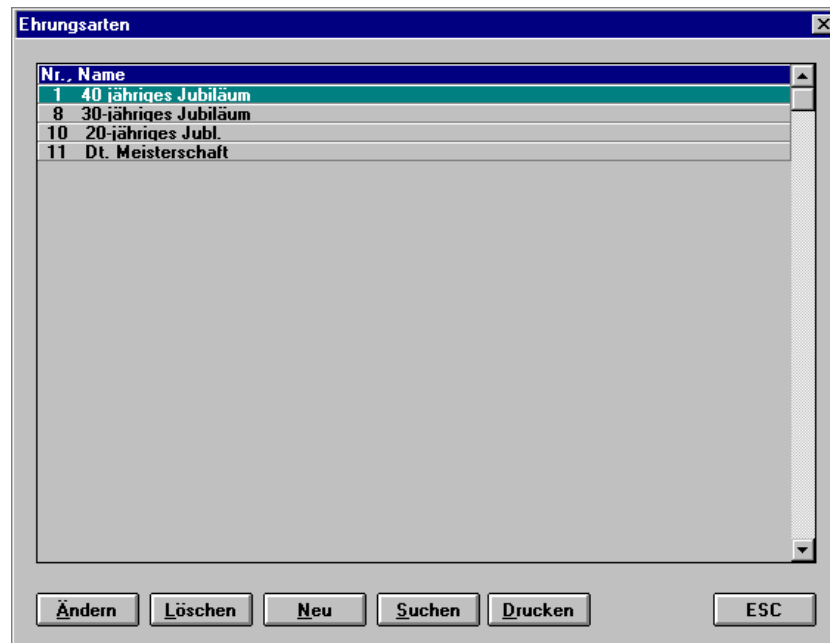 Ehrungsarten
Nr., Name
1 40 jähriges Jubiläum
8 30-jähriges Jubiläum
10 20-jähriges Jubl.
11 Dt. Meisterschaft
Ändern Löschen Neu Suchen Drucken ESC